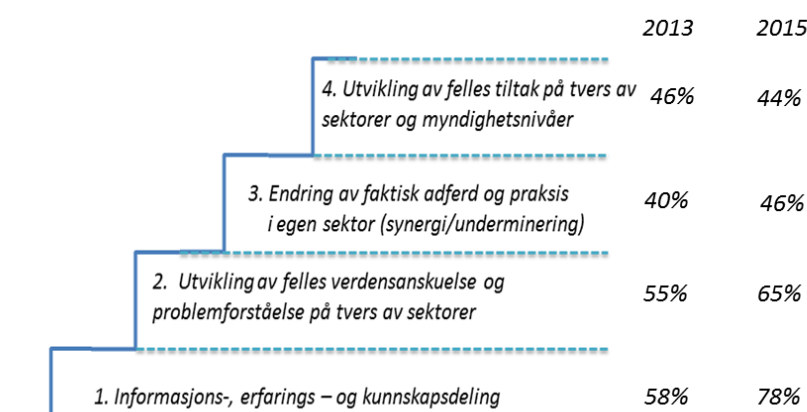 2013 2015
4. Utvikling av felles tiltak på tvers av 46% 44%
sektorer og myndighetsnivåer
3. Endring av faktisk adferd og praksis 40% 46%
i egen sektor (synergi/underminering)
2. Utvikling av felles verdensanskuelse og 55% 65%
problemforståelse på tvers av sektorer
1. Informasjons-, erfarings – og kunnskapsdeling 58% 78%